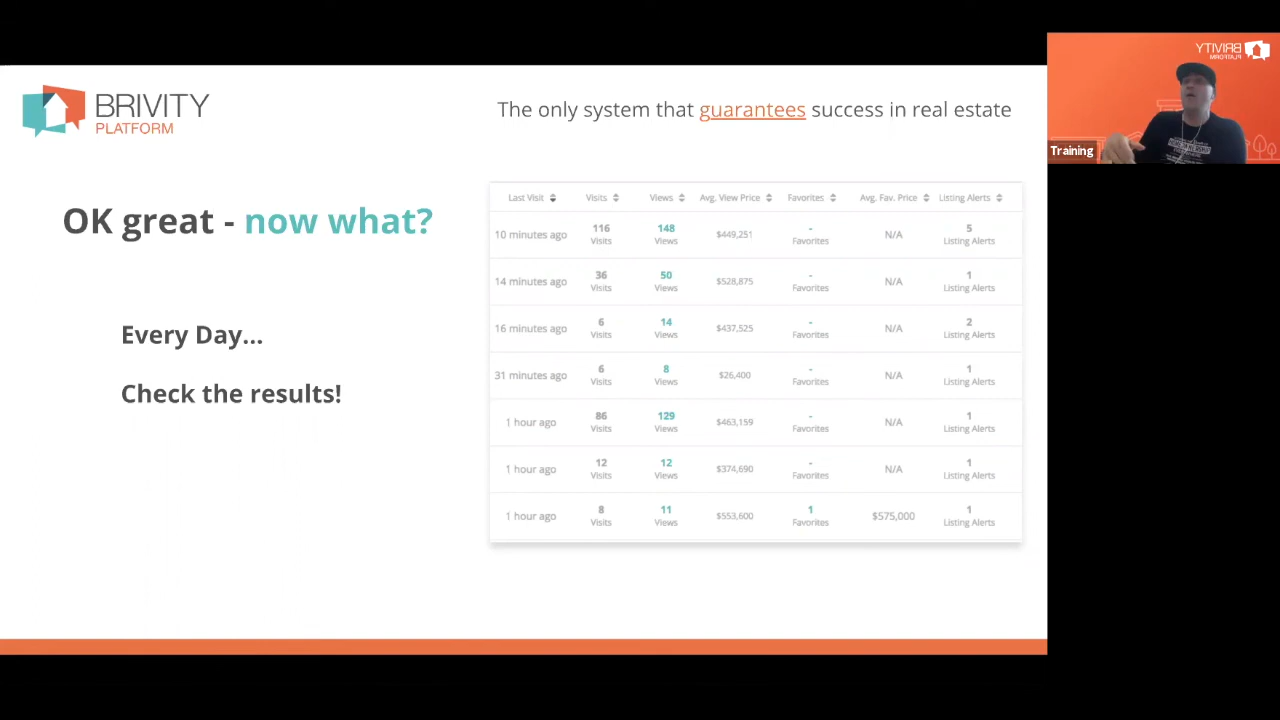 BRIVITY
PLATFORM
The only system that guarantees success in real estate
BRIVITY
PLATFORM
Training
OK great - now what?
Every Day...
Check the results!
Last Visit Visits Views Avg. View Price Favorites Avg. Fav. Price Listing Alerts
10 minutes ago 116 Visits 148 Views $449,251 - Favorites N/A 5 Listing Alerts
14 minutes ago 36 Visits 50 Views $528,875 - Favorites N/A 1 Listing Alerts
16 minutes ago 6 Visits 14 Views $437,525 - Favorites N/A 2 Listing Alerts
31 minutes ago 6 Visits 8 Views $26,400 - Favorites N/A 1 Listing Alerts
1 hour ago 86 Visits 129 Views $463,159 - Favorites N/A 1 Listing Alerts
1 hour ago 12 Visits 12 Views $374,690 - Favorites N/A 1 Listing Alerts
1 hour ago 8 Visits 11 Views $553,600 1 Favorites $575,000 1 Listing Alerts